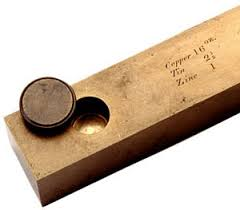 Copper 16 oz.
Tin 2½
Zinc 1